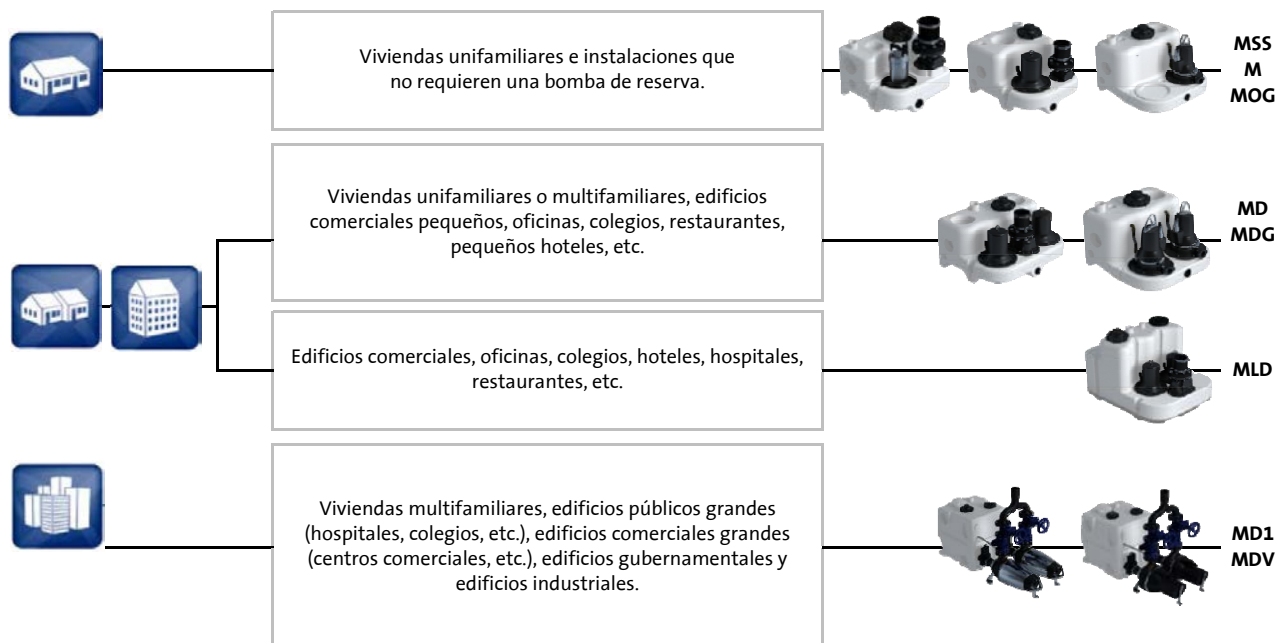 Viviendas unifamiliares e instalaciones que
no requieren una bomba de reserva.
MSS
M
MOG
Viviendas unifamiliares o multifamiliares, edificios
comerciales pequeños, oficinas, colegios, restaurantes,
pequeños hoteles, etc.
MD
MDG
Edificios comerciales, oficinas, colegios, hoteles, hospitales,
restaurantes, etc.
MLD
Viviendas multifamiliares, edificios públicos grandes
(hospitales, colegios, etc.), edificios comerciales grandes
(centros comerciales, etc.), edificios gubernamentales y
edificios industriales.
MD1
MDV